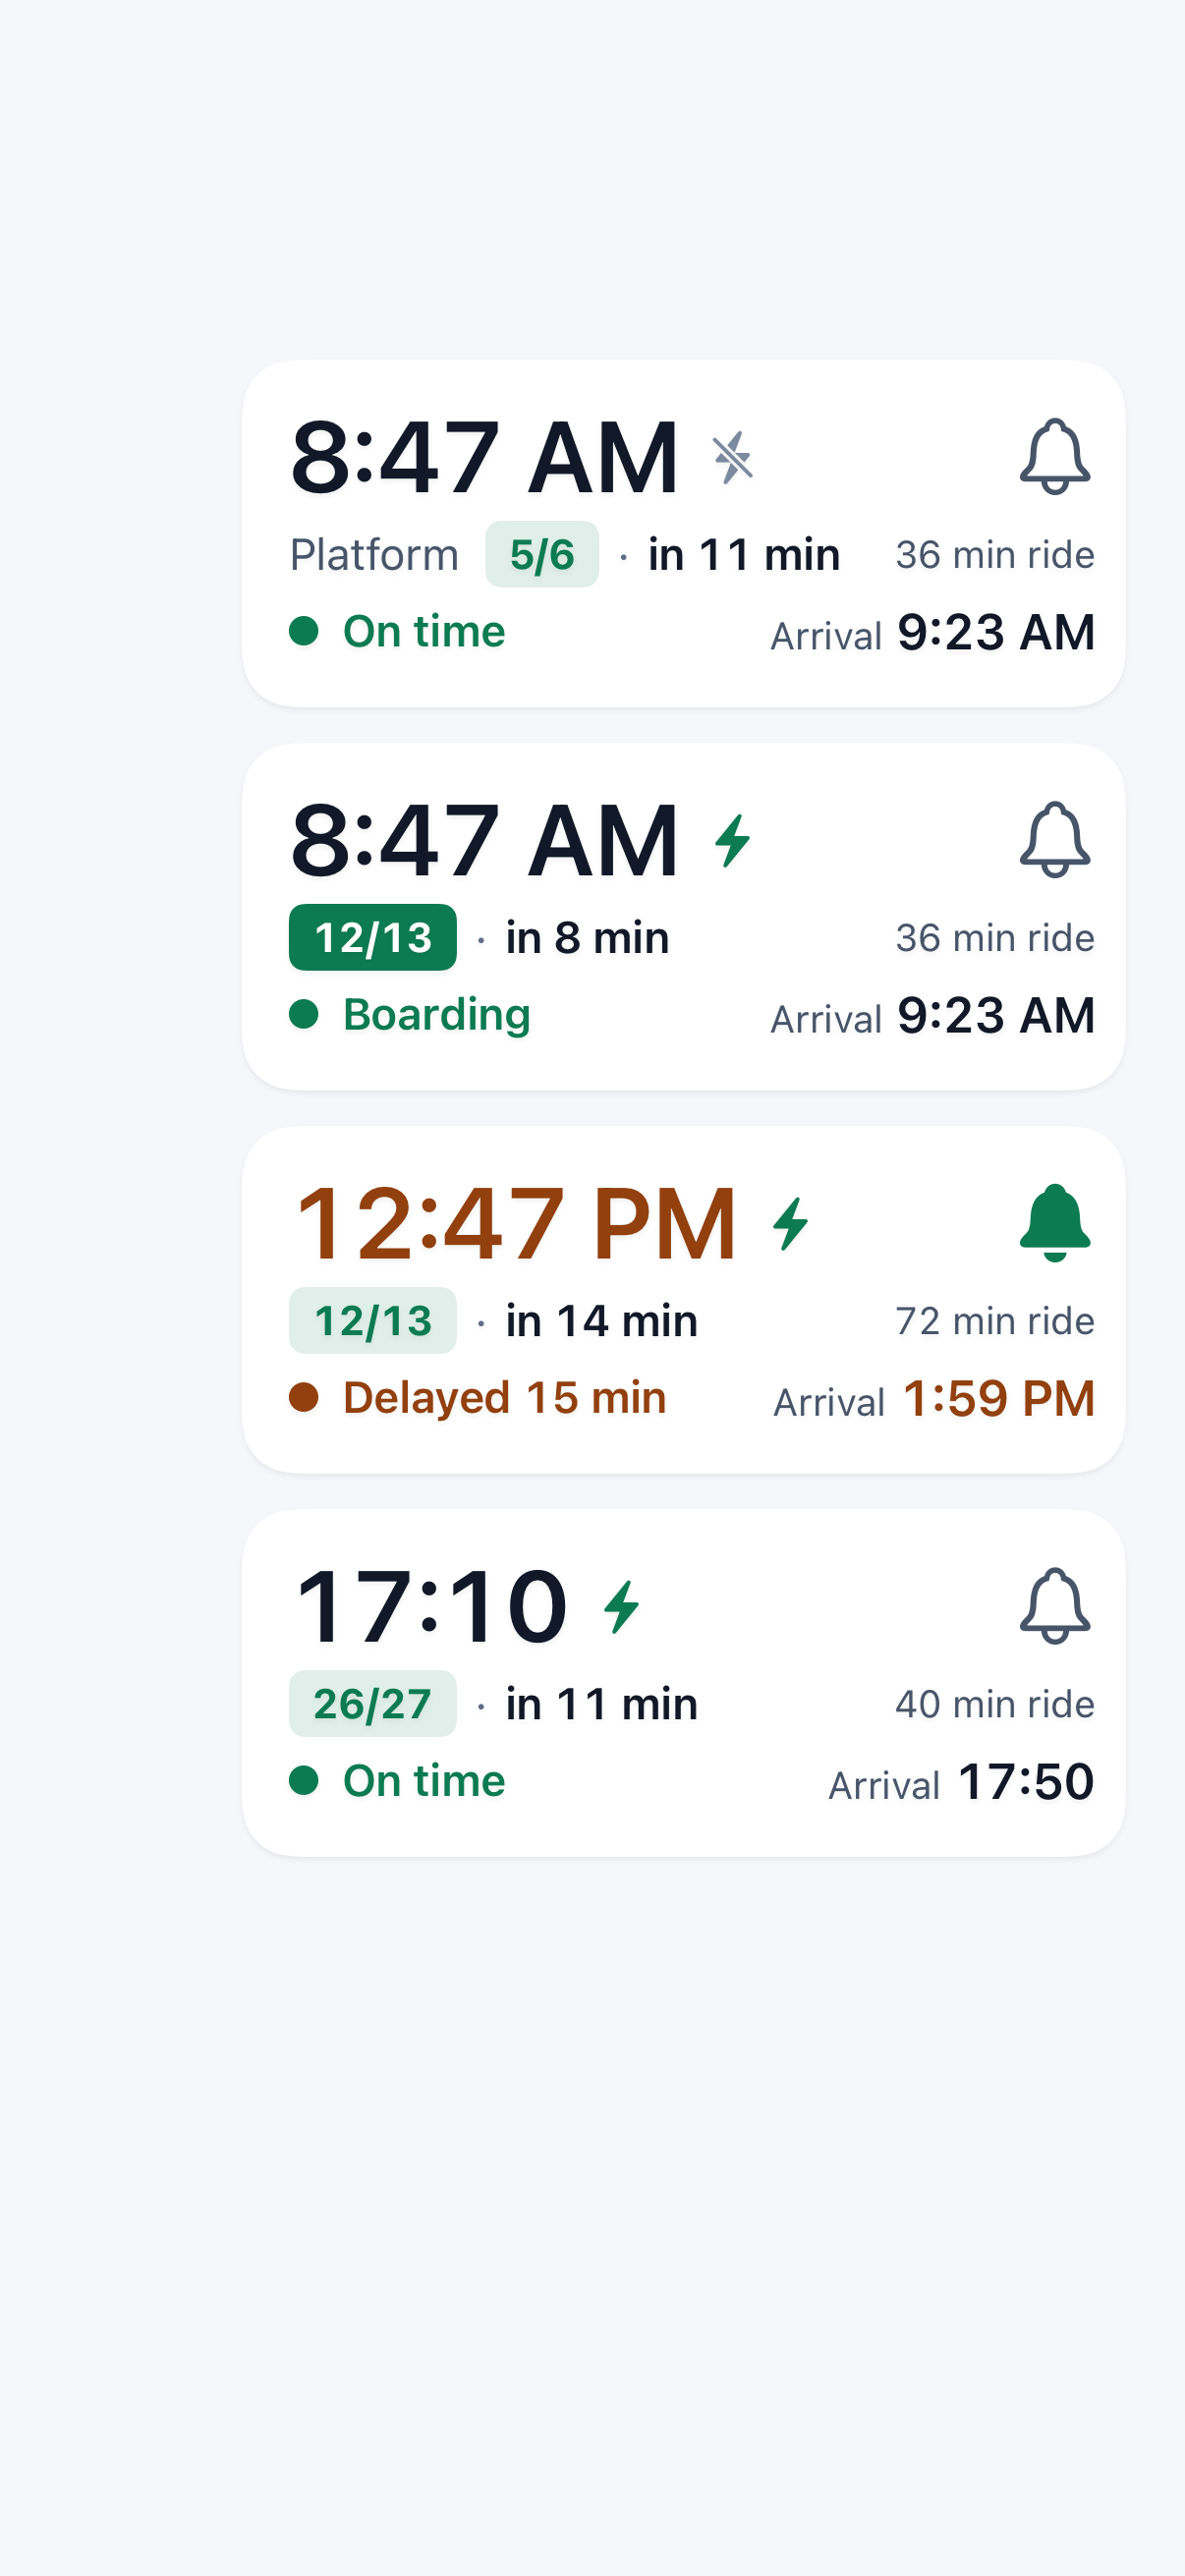 8:47 AM
Platform 5/6 · in 11 min 36 min ride
On time Arrival 9:23 AM
8:47 AM
12/13 · in 8 min 36 min ride
Boarding Arrival 9:23 AM
12:47 PM
12/13 · in 14 min 72 min ride
Delayed 15 min Arrival 1:59 PM
17:10
26/27 · in 11 min 40 min ride
On time Arrival 17:50